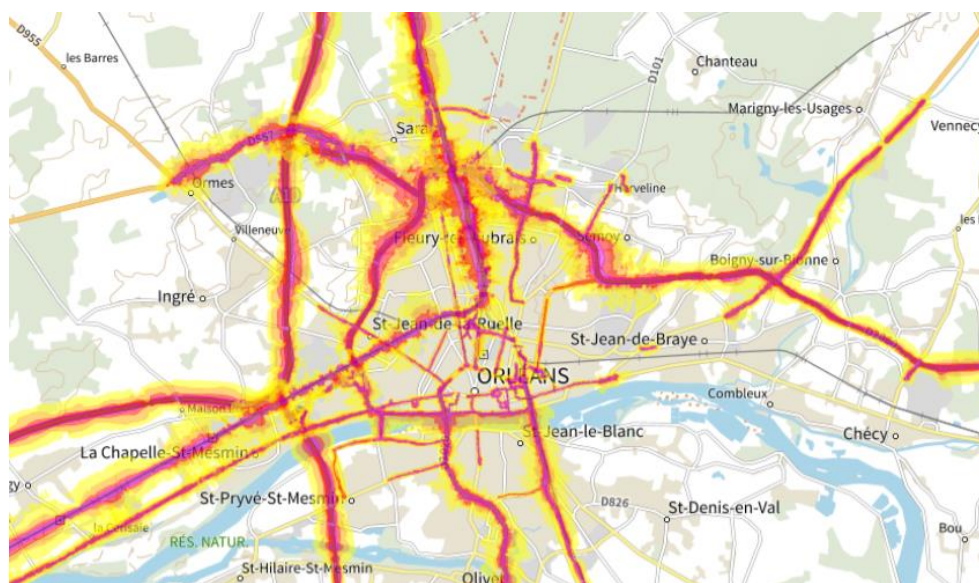 D955
les Barres
D101
Chanteau
Marigny-les-Usages
Vennecy
Sara
D557
Ormes
A10
Villeneuve
Fleury-les-Aubrais
Semoy
Boigny-sur-Bionne
les
Ingré
St-Jean-de-la-Ruelle
St-Jean-de-Braye
ORLÉANS
Combleux
La Chapelle-St-Mesmin
St-Jean-le-Blanc
Chécy
St-Pryvé-St-Mesmin
D826
St-Denis-en-Val
Bou
RÉS. NATUR.
St-Hilaire-St-Mesmin
Olivet